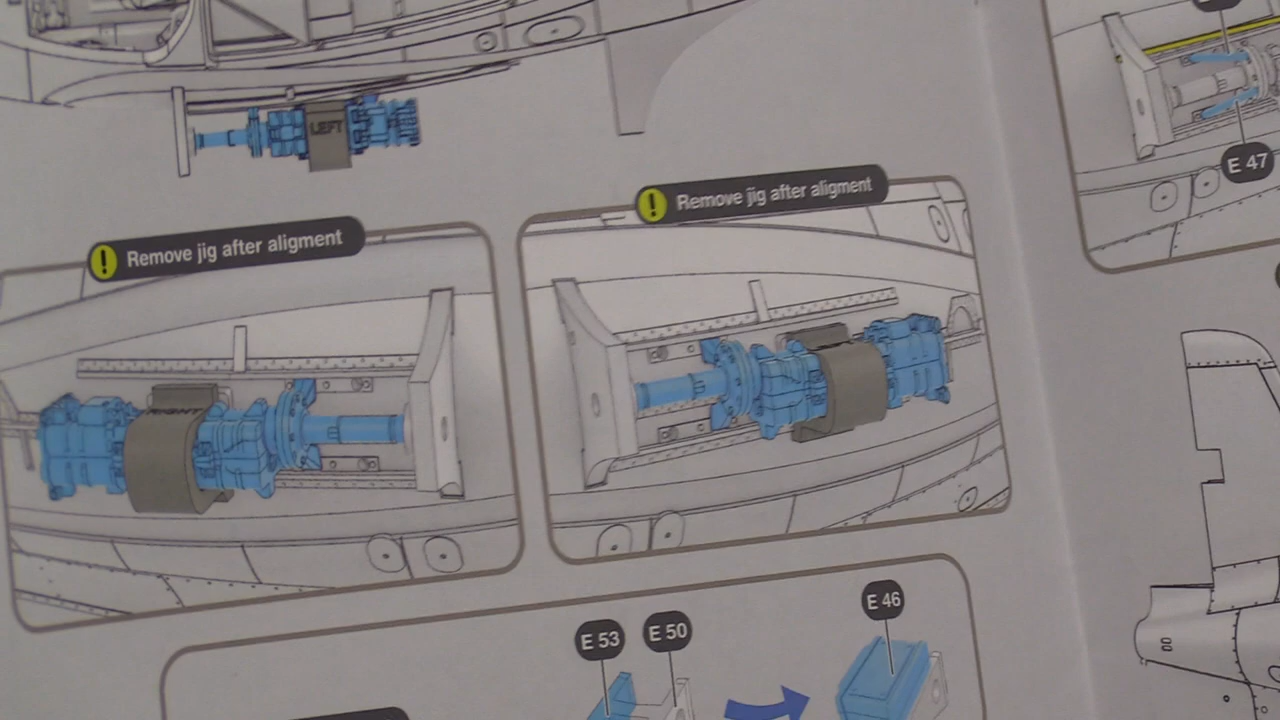 E 47
LEFT
! Remove jig after aligment
! Remove jig after aligment
RIGHT
E 53
E 50
E 46